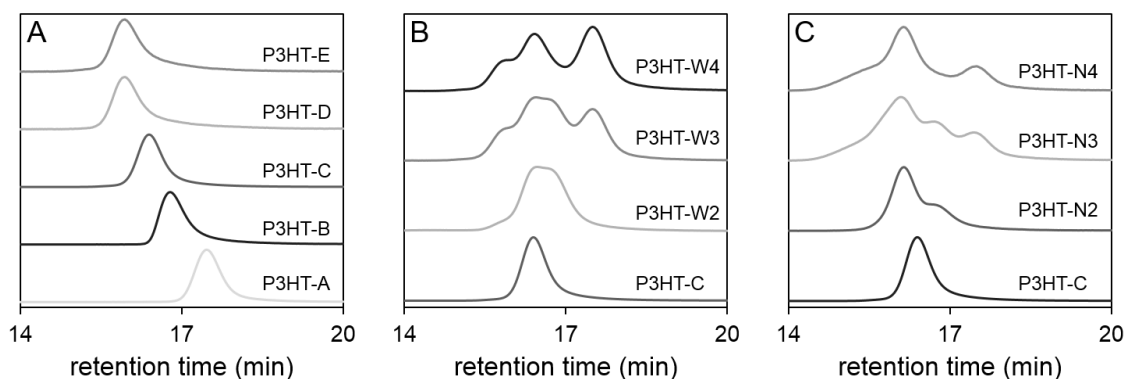 A
P3HT-E
P3HT-D
P3HT-C
P3HT-B
P3HT-A
14 17 20
retention time (min)
B
P3HT-W4
P3HT-W3
P3HT-W2
P3HT-C
14 17 20
retention time (min)
C
P3HT-N4
P3HT-N3
P3HT-N2
P3HT-C
14 17 20
retention time (min)